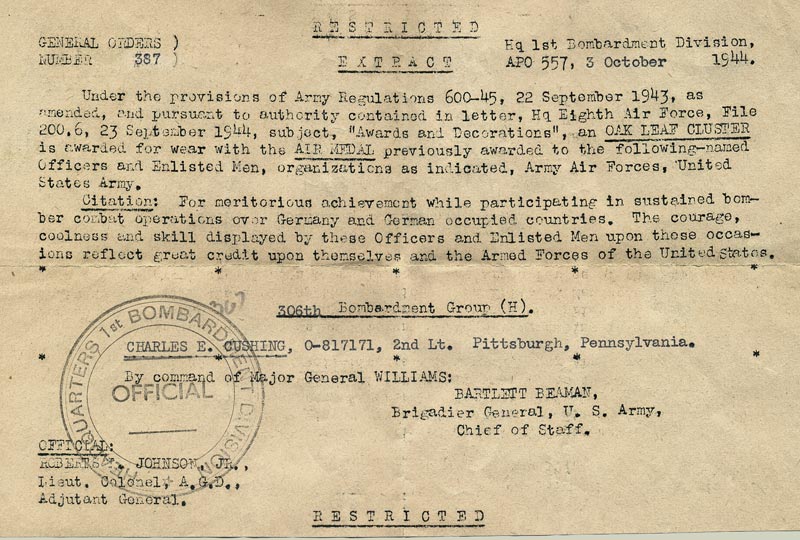 RESTRICTED
GENERAL ORDERS )
NUMBER 387 )
EXTRACT
Hq 1st Bombardment Division,
APO 557, 3 October 1944.
Under the provisions of Army Regulations 600-45, 22 September 1943, as
amended, and pursuant to authority contained in letter, Hq Eighth Air Force, File
200.6, 23 September 1944, subject, "Awards and Decorations", an OAK LEAF CLUSTER
is awarded for wear with the AIR MEDAL previously awarded to the following-named
Officers and Enlisted Men, organizations as indicated, Army Air Forces, United
States Army.
Citation: For meritorious achievement while participating in sustained bom-
ber combat operations over Germany and German occupied countries. The courage,
coolness and skill displayed by these Officers and Enlisted Men upon these occas-
ions reflect great credit upon themselves and the Armed Forces of the United States.
* * * * *
306th Bombardment Group (H).
CHARLES E. CUSHING, O-817171, 2nd Lt. Pittsburgh, Pennsylvania.
* * * * *
By command of Major General WILLIAMS:
BARTLETT BEAMAN,
Brigadier General, U. S. Army,
Chief of Staff.
HEADQUARTERS 1st BOMBARDMENT DIVISION
OFFICIAL
OFFICIAL:
JOHNSON, JR.,
Lieut. Colonel, A.G.D.,
Adjutant General.
RESTRICTED